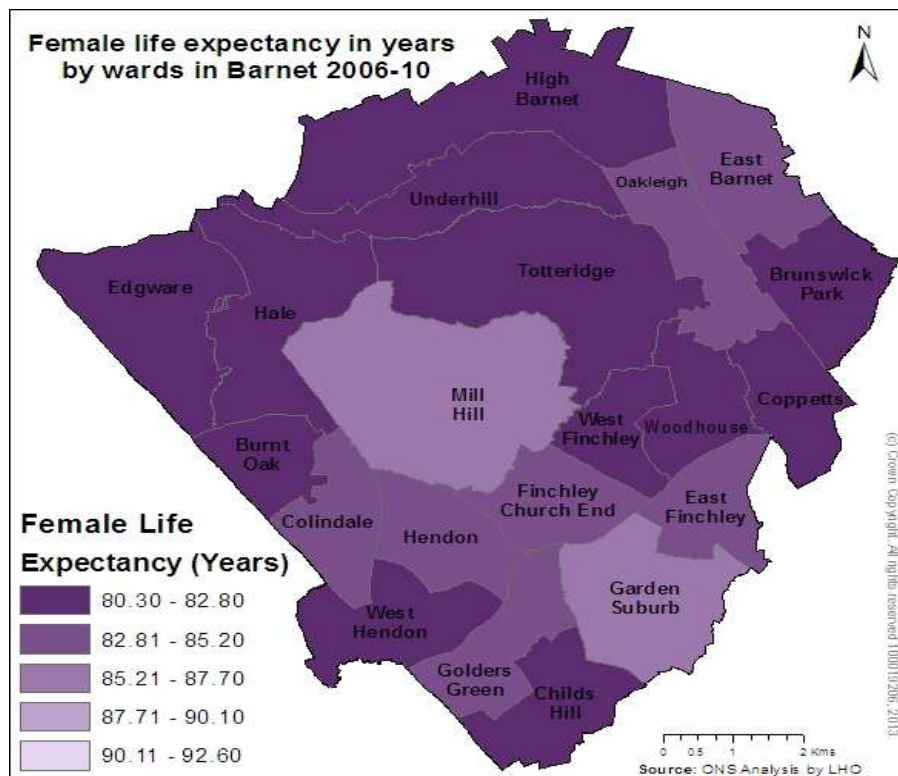 Female life expectancy in years
by wards in Barnet 2006-10
N
High
Barnet
East
Barnet
Oakleigh
Underhill
Totteridge
Brunswick
Park
Edgware
Hale
Mill
Hill
Coppetts
West
Finchley
Woodhouse
Burnt
Oak
Finchley
Church End
East
Finchley
Colindale
Hendon
Garden
Suburb
West
Hendon
Golders
Green
Childs
Hill
Female Life
Expectancy (Years)
80.30 - 82.80
82.81 - 85.20
85.21 - 87.70
87.71 - 90.10
90.11 - 92.60
0 0.5 1 2 Kms
Source: ONS Analysis by LHO
(c) Crown Copyright. All rights reserved 100019206, 2013.